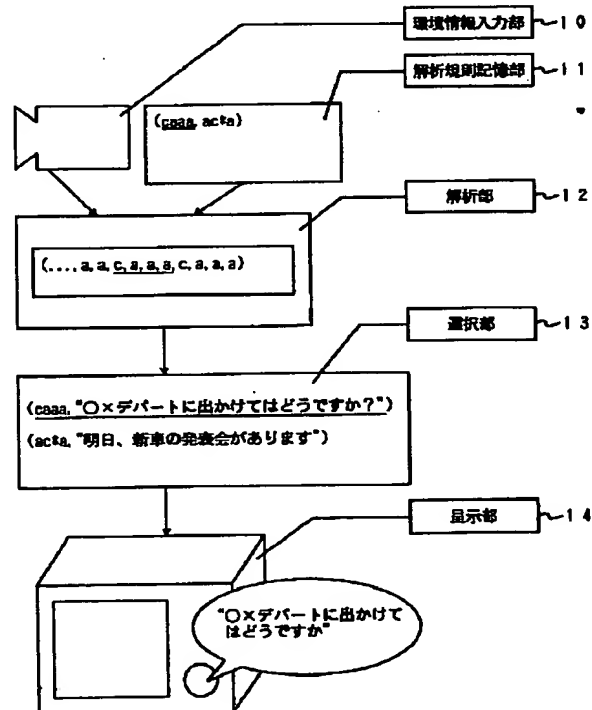 環境情報入力部 10
解析規則記憶部 11
(caaa, ac*a)
解析部 12
(....a,a,c,a,a,a,c,a,a,a)
選択部 13
(caaa,"〇×デパートに出かけてはどうですか?")
(ac*a,"明日、新車の発表会があります")
呈示部 14
"〇×デパートに出かけて
はどうですか"